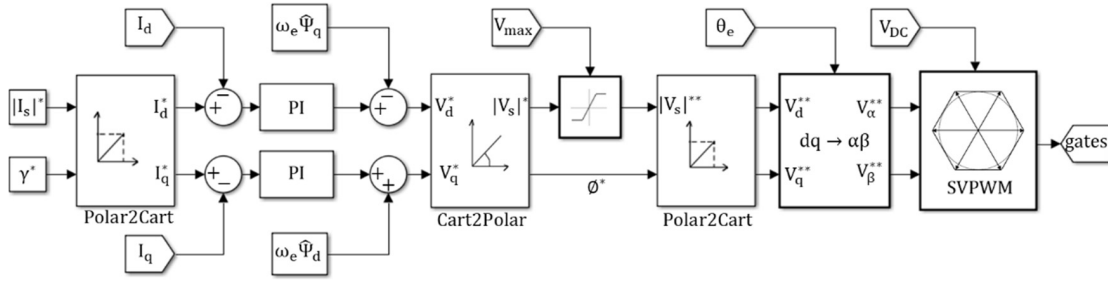 I_d
ω_e Ψ̂_q
V_max
θ_e
V_DC
|I_s|^*
I_d^*
+ −
PI
+ −
V_d^*
|V_s|^*
|V_s|^**
V_d^**
V_α^**
dq → αβ
gates
γ^*
I_q^*
+ −
PI
+ +
V_q^*
Ø^*
V_q^**
V_β^**
SVPWM
Polar2Cart
Cart2Polar
Polar2Cart
I_q
ω_e Ψ̂_d